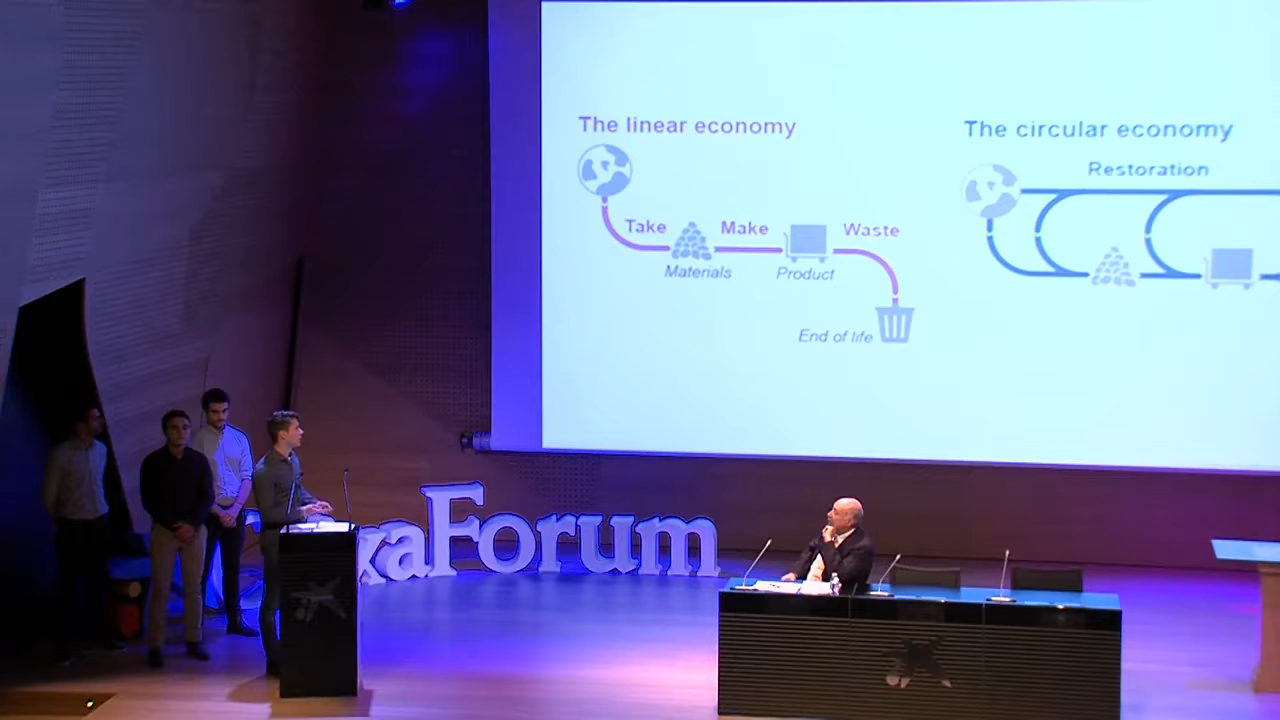 The linear economy
Take
Make
Waste
Materials
Product
End of life
The circular economy
Restoration
xaForum